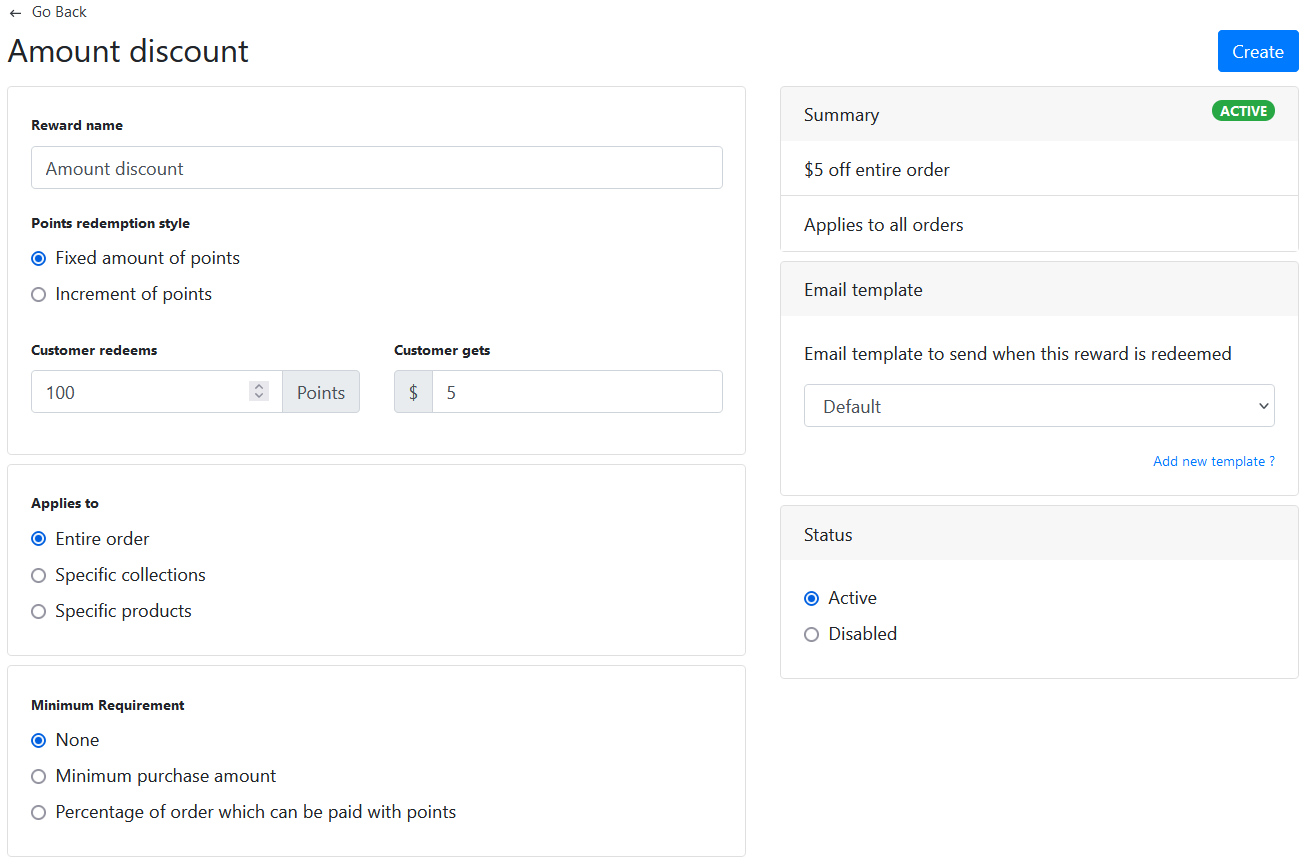 ← Go Back
Amount discount
Create
Reward name
Amount discount
Points redemption style
Fixed amount of points
Increment of points
Customer redeems
Customer gets
100 Points
$ 5
Applies to
Entire order
Specific collections
Specific products
Minimum Requirement
None
Minimum purchase amount
Percentage of order which can be paid with points
Summary
ACTIVE
$5 off entire order
Applies to all orders
Email template
Email template to send when this reward is redeemed
Default
Add new template ?
Status
Active
Disabled